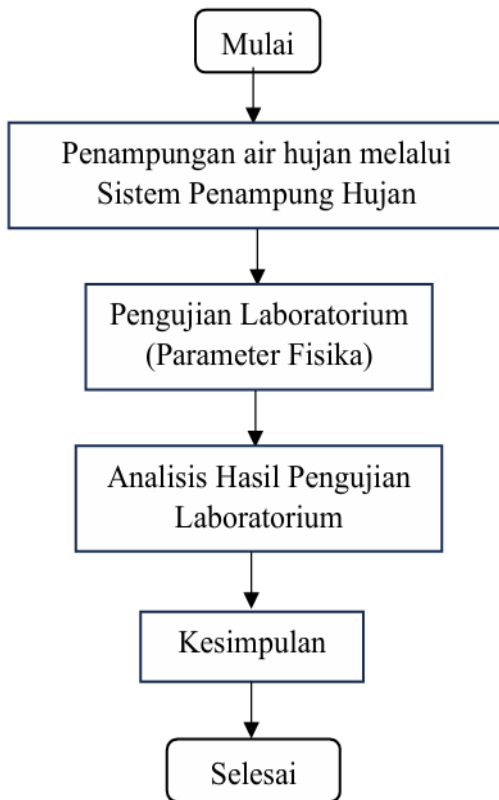 Mulai
Penampungan air hujan melalui
Sistem Penampung Hujan
Pengujian Laboratorium
(Parameter Fisika)
Analisis Hasil Pengujian
Laboratorium
Kesimpulan
Selesai